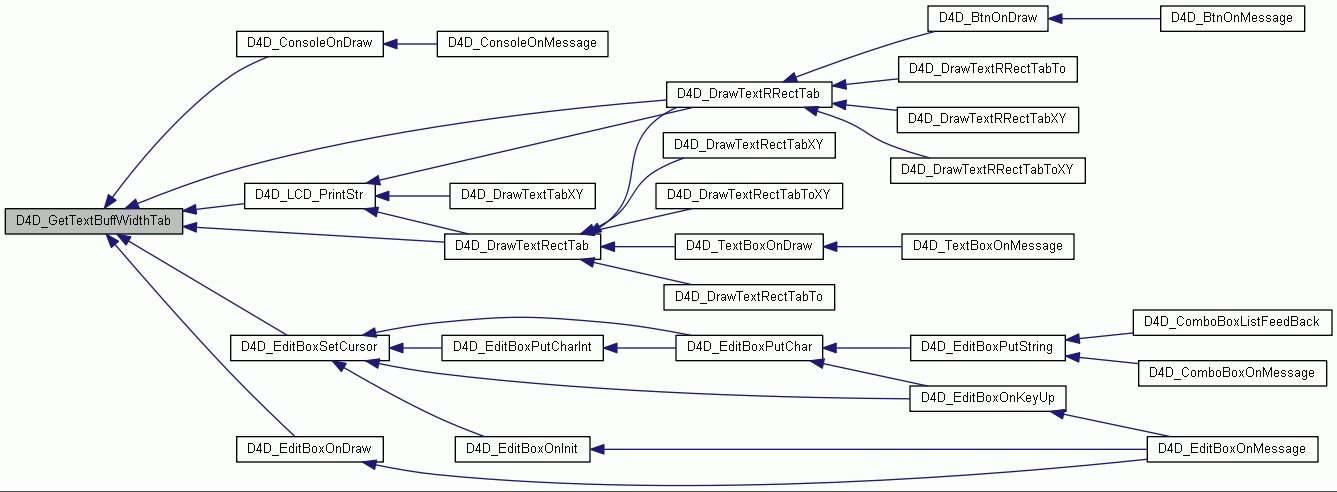 D4D_BtnOnDraw
D4D_BtnOnMessage
D4D_ConsoleOnDraw
D4D_ConsoleOnMessage
D4D_DrawTextRRectTabTo
D4D_DrawTextRRectTab
D4D_DrawTextRRectTabXY
D4D_DrawTextRectTabXY
D4D_DrawTextRRectTabToXY
D4D_LCD_PrintStr
D4D_DrawTextTabXY
D4D_DrawTextRectTabToXY
D4D_GetTextBuffWidthTab
D4D_DrawTextRectTab
D4D_TextBoxOnDraw
D4D_TextBoxOnMessage
D4D_DrawTextRectTabTo
D4D_ComboBoxListFeedBack
D4D_EditBoxSetCursor
D4D_EditBoxPutCharInt
D4D_EditBoxPutChar
D4D_EditBoxPutString
D4D_ComboBoxOnMessage
D4D_EditBoxOnKeyUp
D4D_EditBoxOnDraw
D4D_EditBoxOnInit
D4D_EditBoxOnMessage